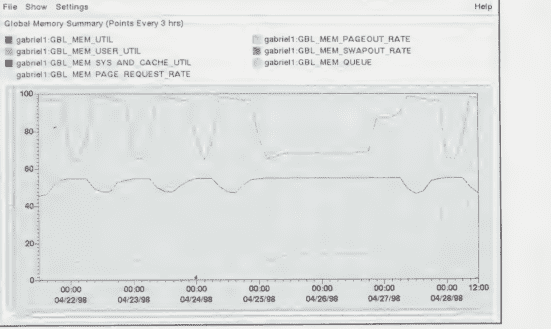 File Show Settings Help
Global Memory Summary (Points Every 3 hrs)
gabriel1:GBL_MEM_UTIL
gabriel1:GBL_MEM_USER_UTIL
gabriel1:GBL_MEM_SYS_AND_CACHE_UTIL
gabriel1:GBL_MEM_PAGE_REQUEST_RATE
gabriel1:GBL_MEM_PAGEOUT_RATE
gabriel1:GBL_MEM_SWAPOUT_RATE
gabriel1:GBL_MEM_QUEUE
100
80
60
40
20
0
00:00 00:00 00:00 00:00 00:00 00:00 00:00 12:00
04/22/98 04/23/98 04/24/98 04/25/98 04/26/98 04/27/98 04/28/98